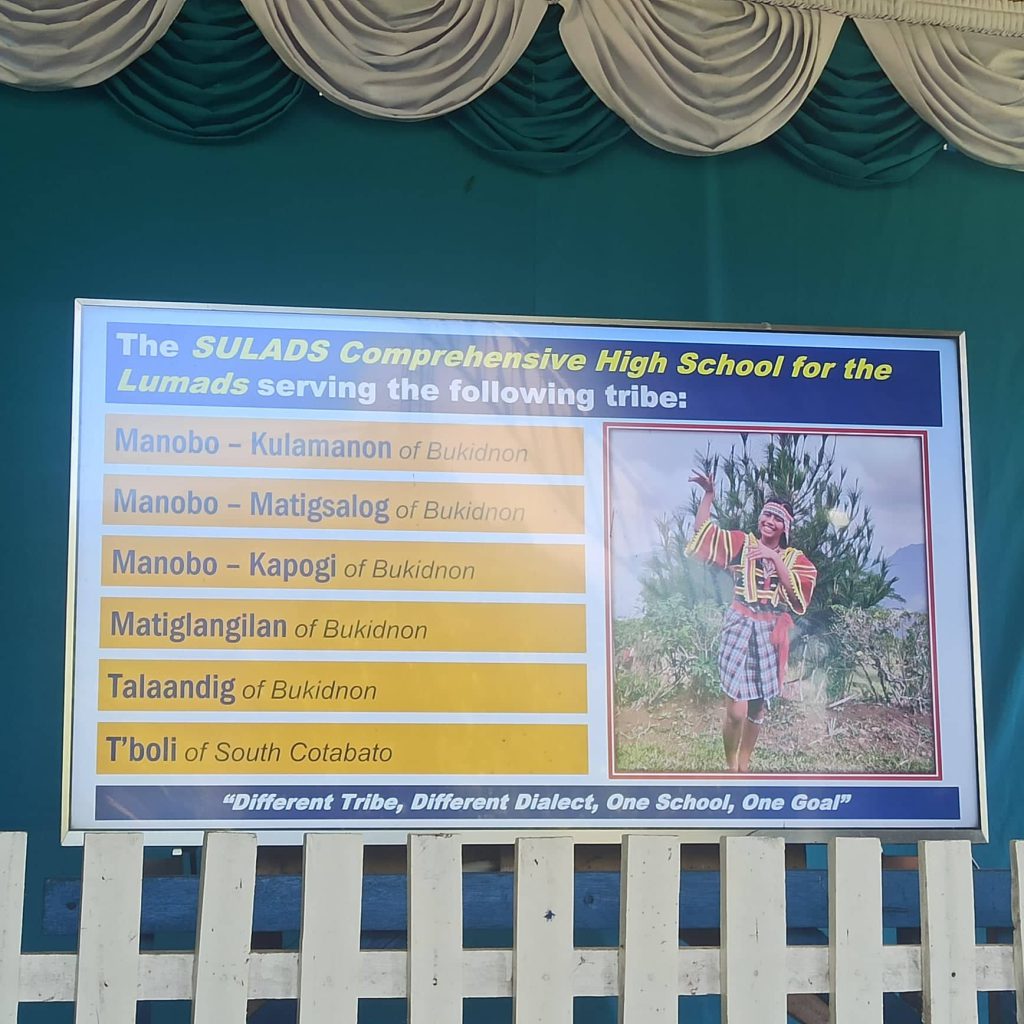 The SULADS Comprehensive High School for the
Lumads serving the following tribe:
Manobo – Kulamanon of Bukidnon
Manobo – Matigsalog of Bukidnon
Manobo – Kapogi of Bukidnon
Matiglangilan of Bukidnon
Talaandig of Bukidnon
T’boli of South Cotabato
“Different Tribe, Different Dialect, One School, One Goal”